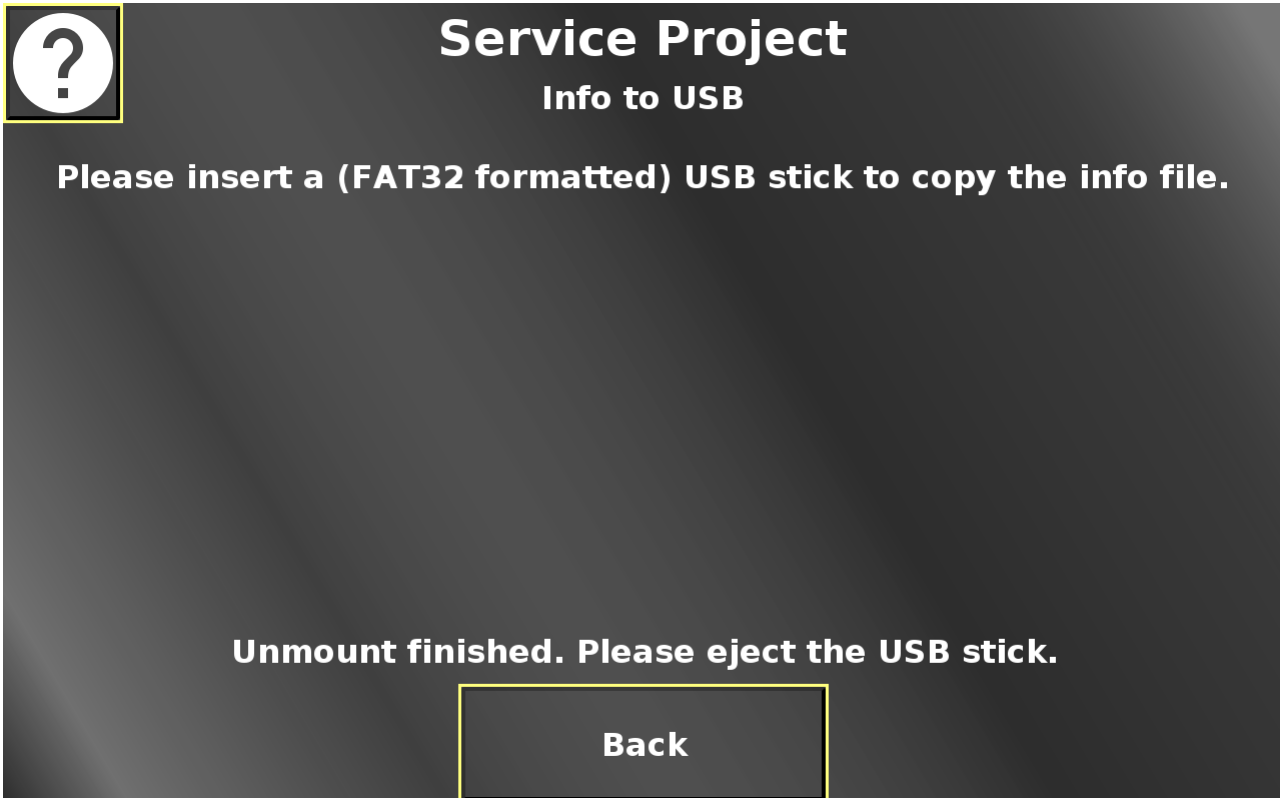 ?
Service Project
Info to USB
Please insert a (FAT32 formatted) USB stick to copy the info file.
Unmount finished. Please eject the USB stick.
Back